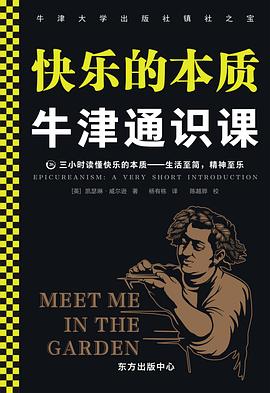 牛津大学出版社镇社之宝
快乐的本质
牛津通识课
三小时读懂快乐的本质——生活至简，精神至乐
EPICUREANISM: A VERY SHORT INTRODUCTION
[英] 凯瑟琳·威尔逊 著 杨有栋 译 陈越骅 校
MEET ME
IN THE
GARDEN
东方出版中心